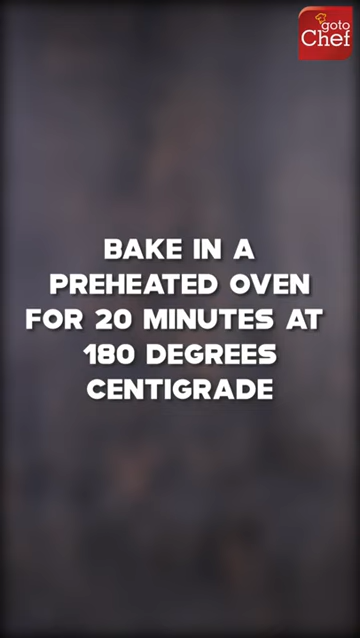 goto
Chef
BAKE IN A
PREHEATED OVEN
FOR 20 MINUTES AT
180 DEGREES
CENTIGRADE